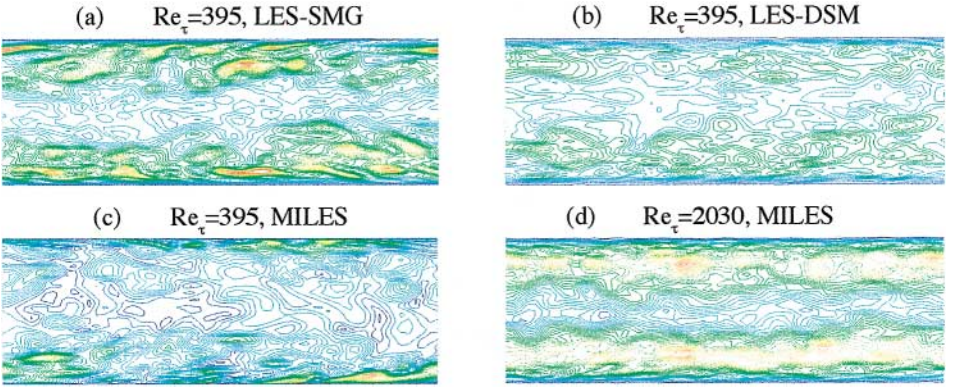 (a) Re_τ=395, LES-SMG
(b) Re_τ=395, LES-DSM
(c) Re_τ=395, MILES
(d) Re_τ=2030, MILES